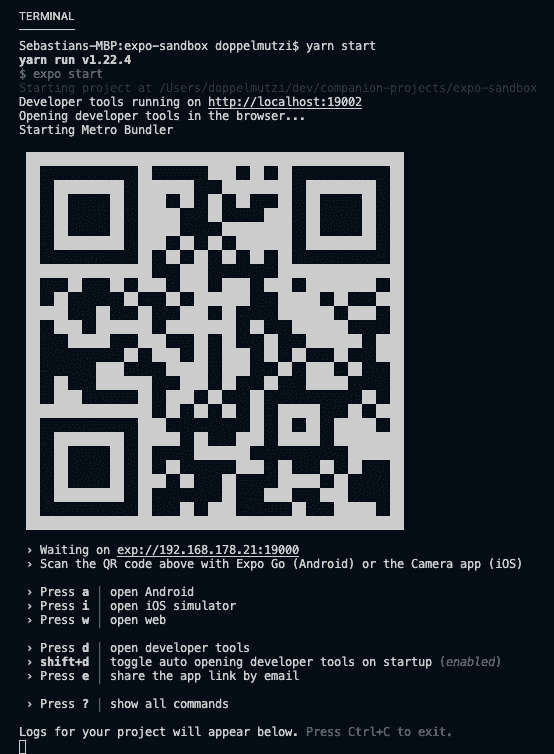 TERMINAL
Sebastians-MBP:expo-sandbox doppelmutzi$ yarn start
yarn run v1.22.4
$ expo start
Starting project at /Users/doppelmutzi/dev/companion-projects/expo-sandbox
Developer tools running on http://localhost:19002
Opening developer tools in the browser...
Starting Metro Bundler
› Waiting on exp://192.168.178.21:19000
› Scan the QR code above with Expo Go (Android) or the Camera app (iOS)
› Press a │ open Android
› Press i │ open iOS simulator
› Press w │ open web
› Press d │ open developer tools
› shift+d │ toggle auto opening developer tools on startup (enabled)
› Press e │ share the app link by email
› Press ? │ show all commands
Logs for your project will appear below. Press Ctrl+C to exit.